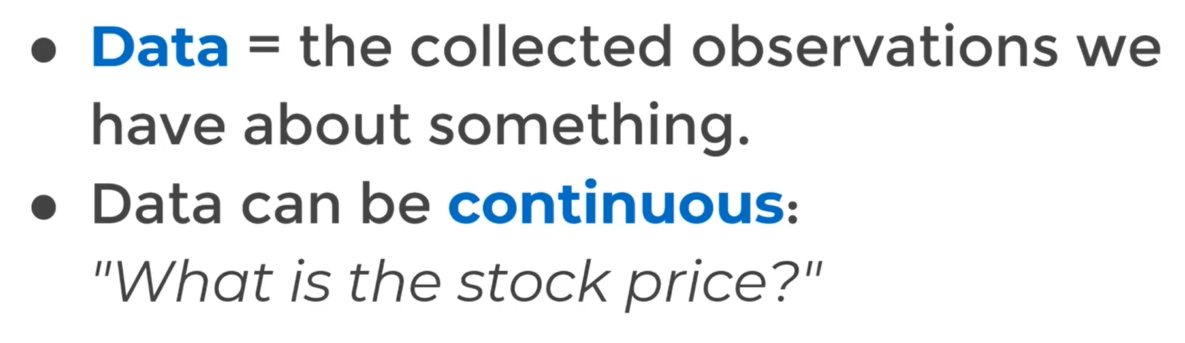 ● Data = the collected observations we
have about something.
● Data can be continuous:
"What is the stock price?"